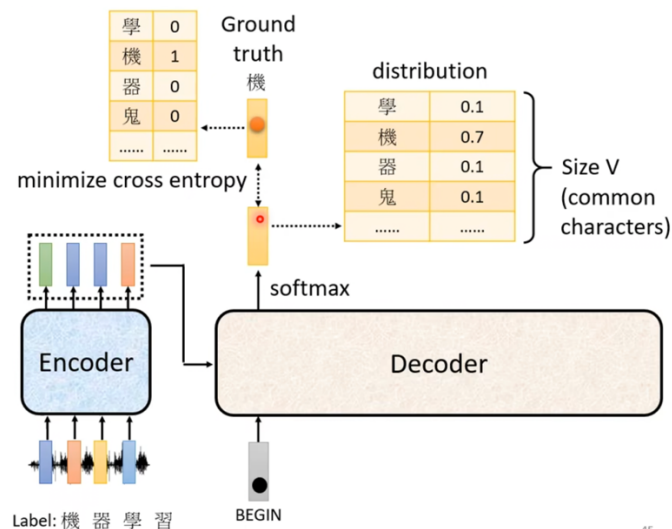 學 0
機 1
器 0
鬼 0
...... ......
Ground
truth
機
minimize cross entropy
distribution
學 0.1
機 0.7
器 0.1
鬼 0.1
...... ......
Size V
(common
characters)
softmax
Encoder
Decoder
BEGIN
Label: 機 器 學 習